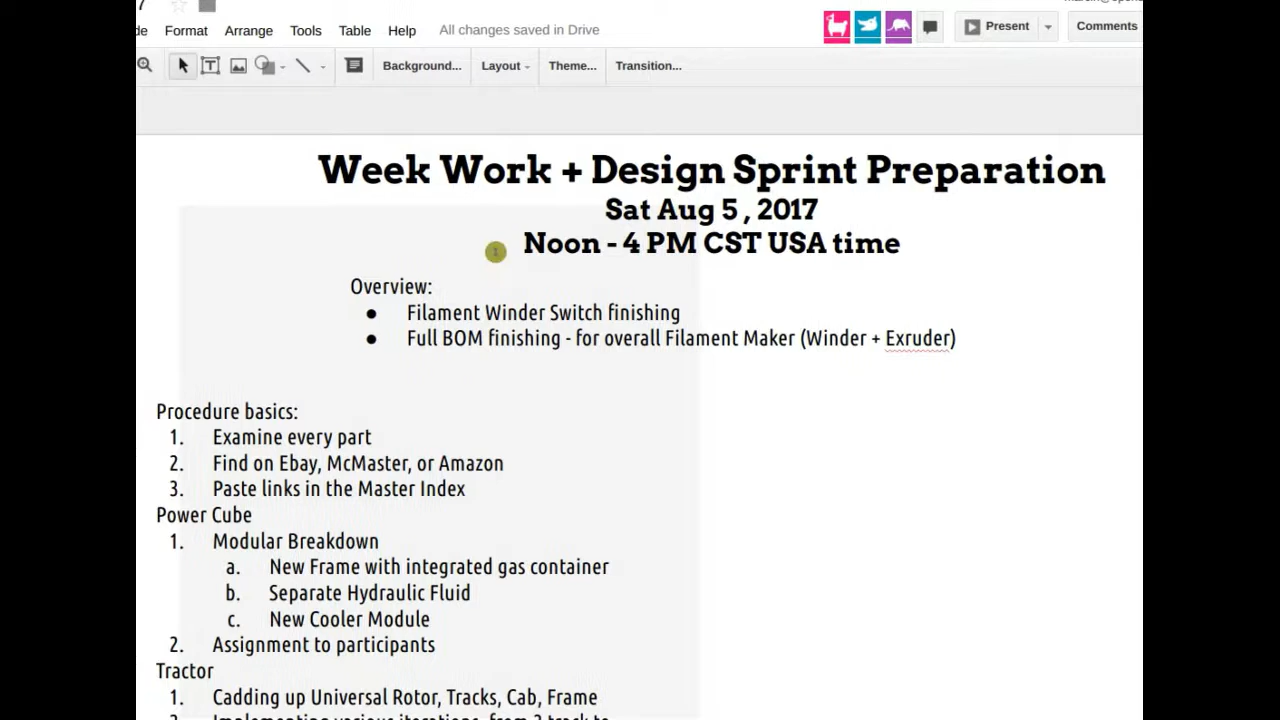 de Format Arrange Tools Table Help All changes saved in Drive Present Comments
Background... Layout Theme... Transition...
Week Work + Design Sprint Preparation
Sat Aug 5 , 2017
Noon - 4 PM CST USA time
Overview:
● Filament Winder Switch finishing
● Full BOM finishing - for overall Filament Maker (Winder + Exruder)
Procedure basics:
1. Examine every part
2. Find on Ebay, McMaster, or Amazon
3. Paste links in the Master Index
Power Cube
1. Modular Breakdown
a. New Frame with integrated gas container
b. Separate Hydraulic Fluid
c. New Cooler Module
2. Assignment to participants
Tractor
1. Cadding up Universal Rotor, Tracks, Cab, Frame